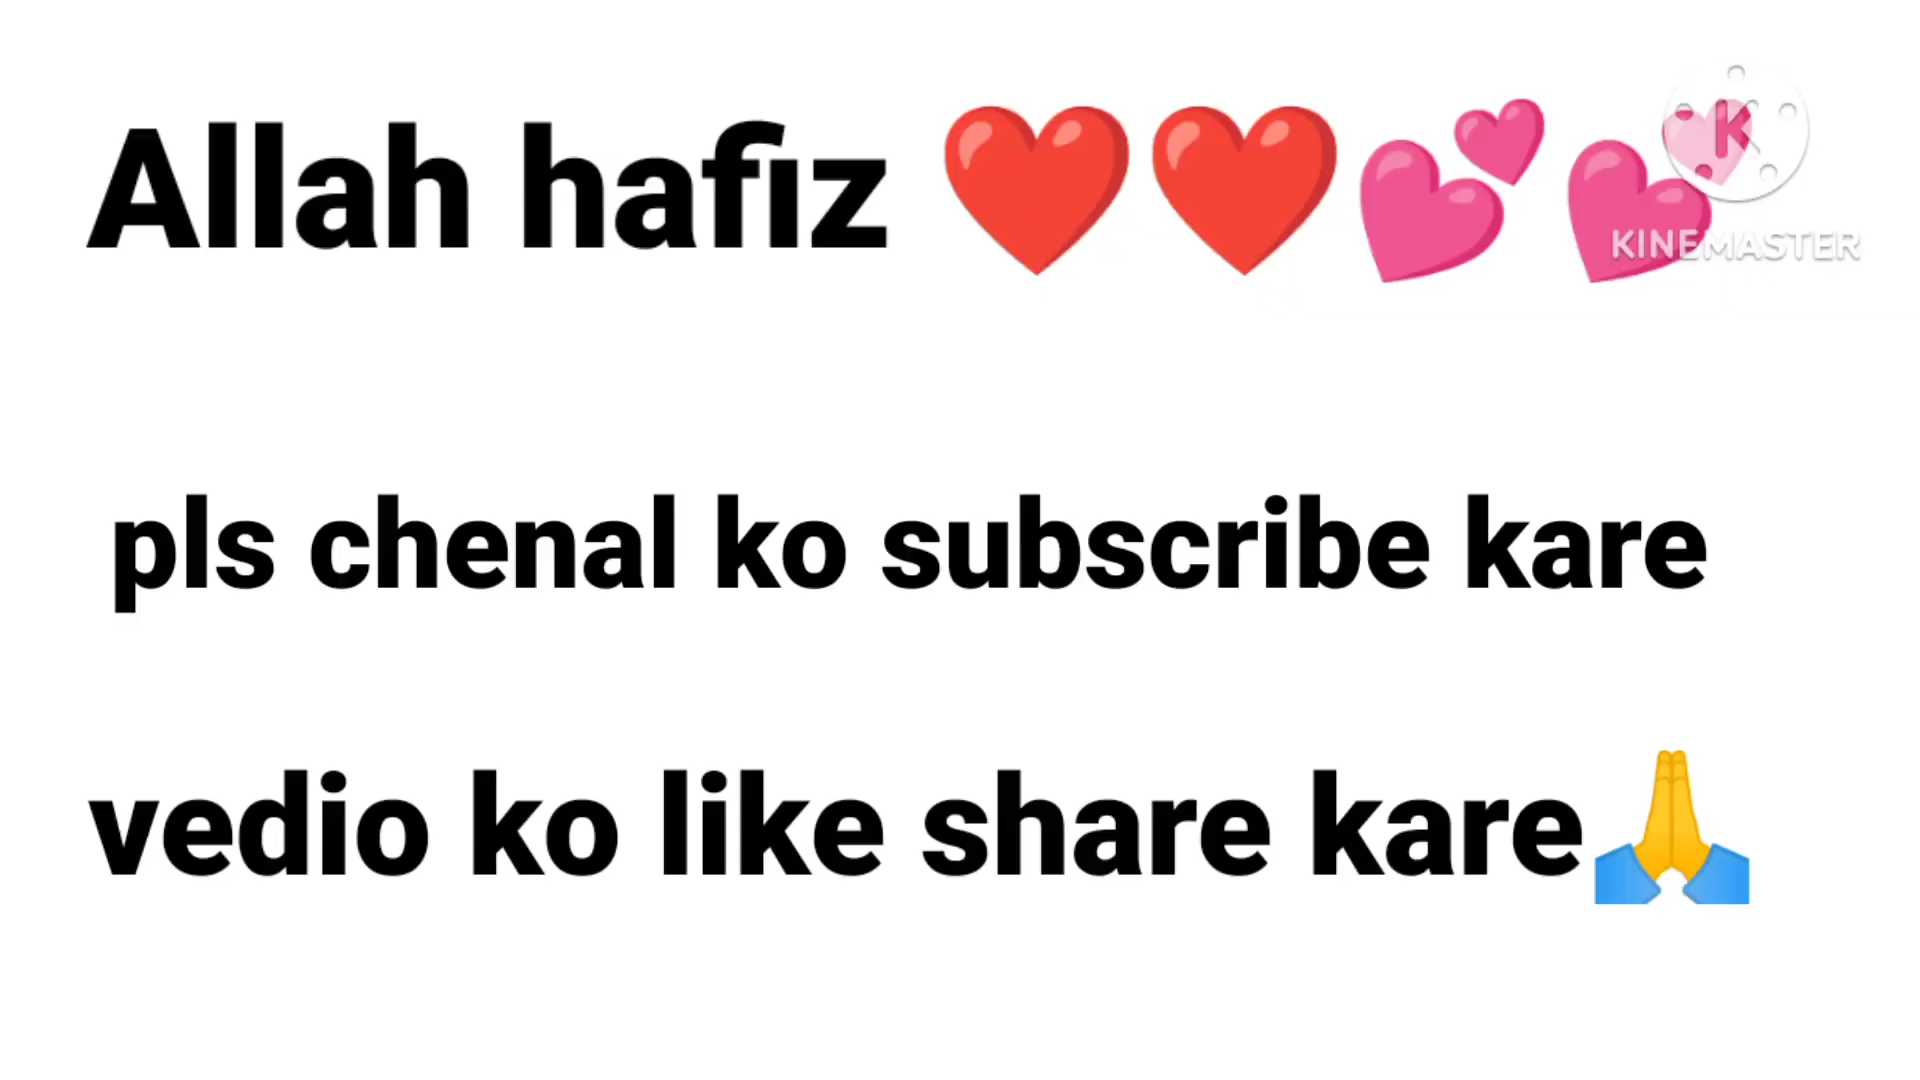 Allah hafiz ❤️❤️💕💕
KINEMASTER
pls chenal ko subscribe kare
vedio ko like share kare🙏